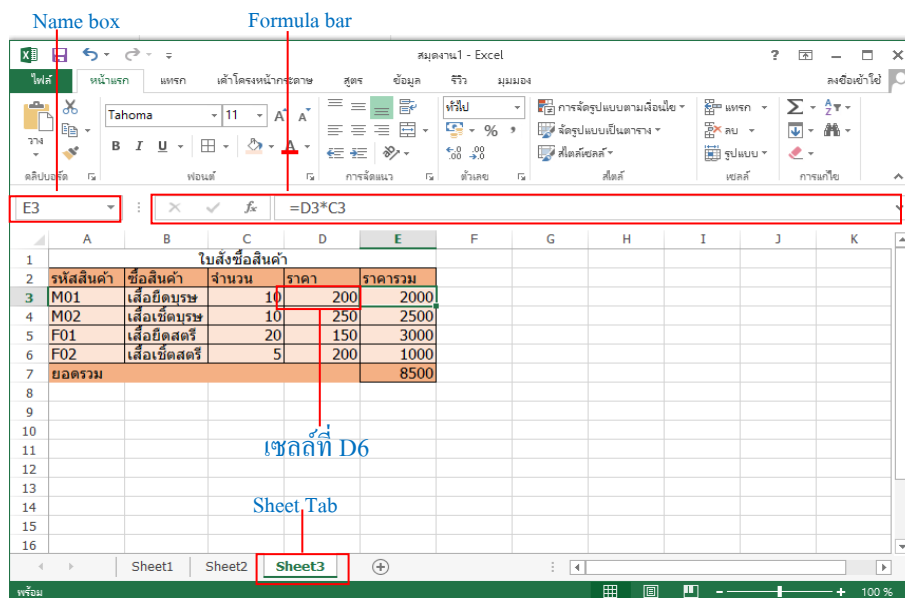 Name box Formula bar
สมุดงาน1 - Excel ?
ไฟล์ หน้าแรก แทรก เค้าโครงหน้ากระดาษ สูตร ข้อมูล รีวิว มุมมอง ลงชื่อเข้าใช้
วาง Tahoma 11 A A ทั่วไป การจัดรูปแบบตามเงื่อนไข แทรก
B I U A % , จัดรูปแบบเป็นตาราง ลบ
สไตล์เซลล์ รูปแบบ
คลิปบอร์ด ฟอนต์ การจัดแนว ตัวเลข สไตล์ เซลล์ การแก้ไข
E3 fx =D3*C3
A B C D E F G H I J K
1 ใบสั่งซื้อสินค้า
2 รหัสสินค้า ชื่อสินค้า จำนวน ราคา ราคารวม
3 M01 เสื้อยืดบุรษ 10 200 2000
4 M02 เสื้อเช็ตบุรษ 10 250 2500
5 F01 เสื้อยืดสตรี 20 150 3000
6 F02 เสื้อเช็ตสตรี 5 200 1000
7 ยอดรวม 8500
8
9
10
11 เซลล์ที่ D6
12
13
14 Sheet Tab
15
16
Sheet1 Sheet2 Sheet3
พร้อม 100 %